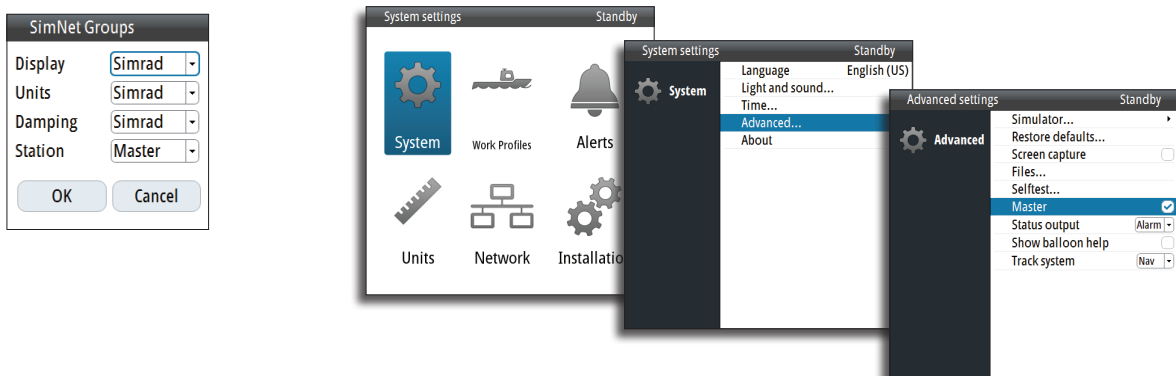 SimNet Groups
Display Simrad
Units Simrad
Damping Simrad
Station Master
OK Cancel
System settings Standby
System Work Profiles Alerts
Units Network Installatio
System settings Standby
System
Language English (US)
Light and sound...
Time...
Advanced...
About
Advanced settings Standby
Advanced
Simulator...
Restore defaults...
Screen capture
Files...
Selftest...
Master
Status output Alarm
Show balloon help
Track system Nav